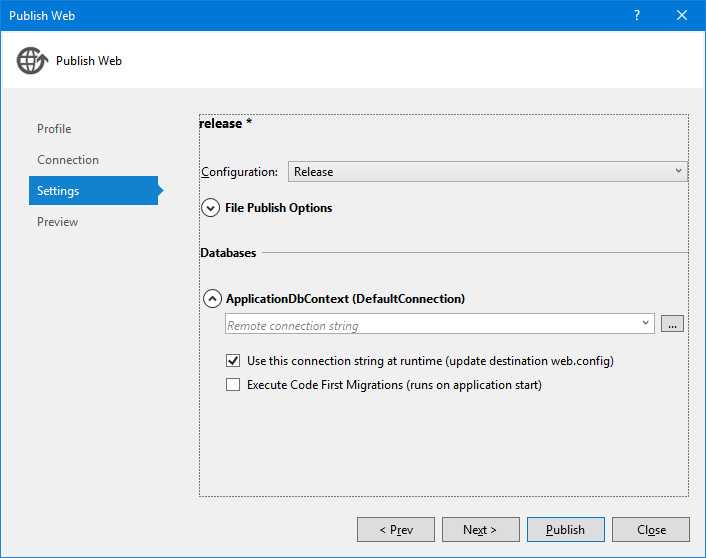 Publish Web
?
Publish Web
Profile
Connection
Settings
Preview
release *
Configuration: Release
File Publish Options
Databases
ApplicationDbContext (DefaultConnection)
Remote connection string
...
Use this connection string at runtime (update destination web.config)
Execute Code First Migrations (runs on application start)
< Prev
Next >
Publish
Close